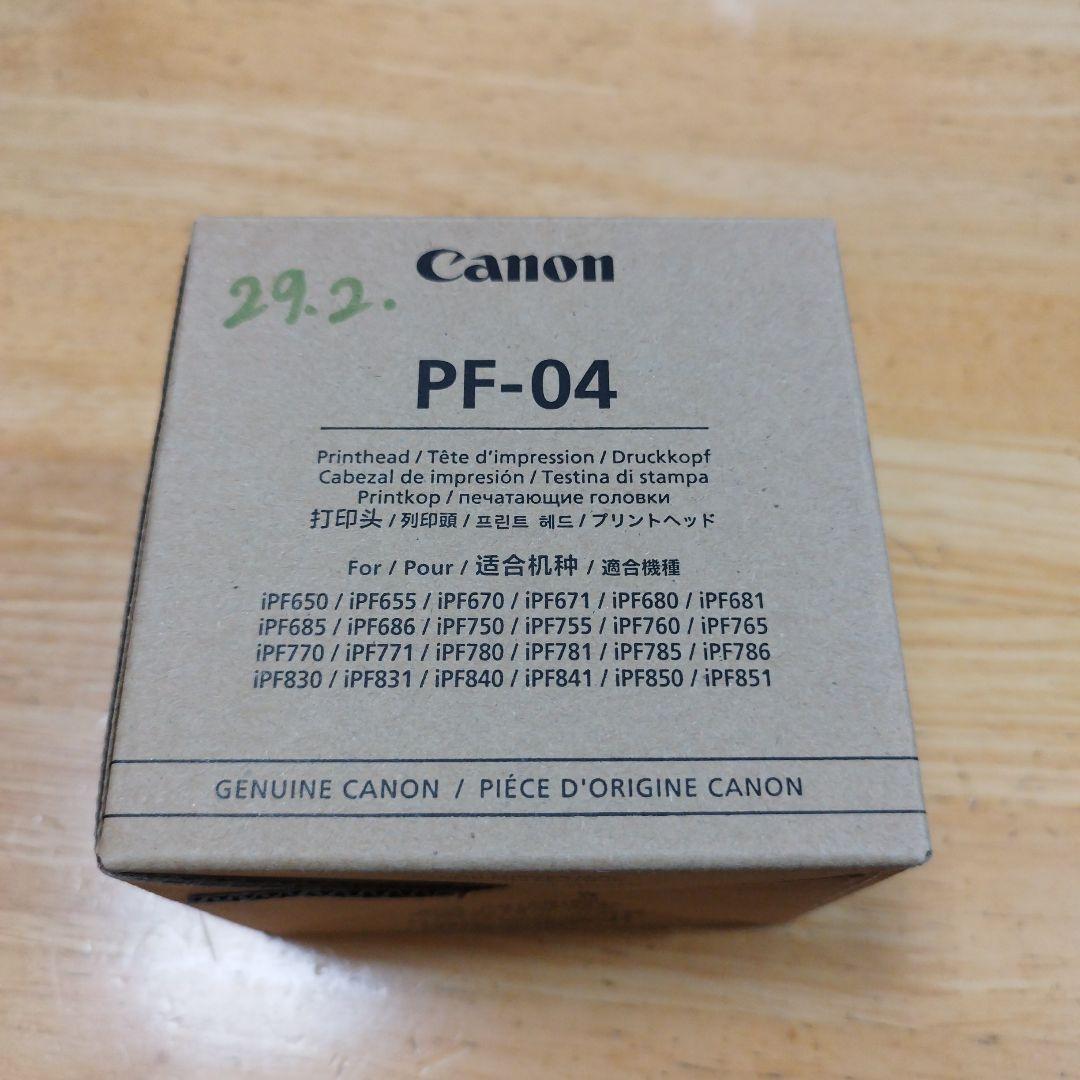 Canon
29.2.
PF-04
Printhead / Tête d'impression / Druckkopf
Cabezal de impresión / Testina di stampa
Printkop / печатающие головки
打印头 / 列印頭 / 프린트 헤드 / プリントヘッド
For / Pour / 适合机种 / 適合機種
iPF650 / iPF655 / iPF670 / iPF671 / iPF680 / iPF681
iPF685 / iPF686 / iPF750 / iPF755 / iPF760 / iPF765
iPF770 / iPF771 / iPF780 / iPF781 / iPF785 / iPF786
iPF830 / iPF831 / iPF840 / iPF841 / iPF850 / iPF851
GENUINE CANON / PIÉCE D'ORIGINE CANON